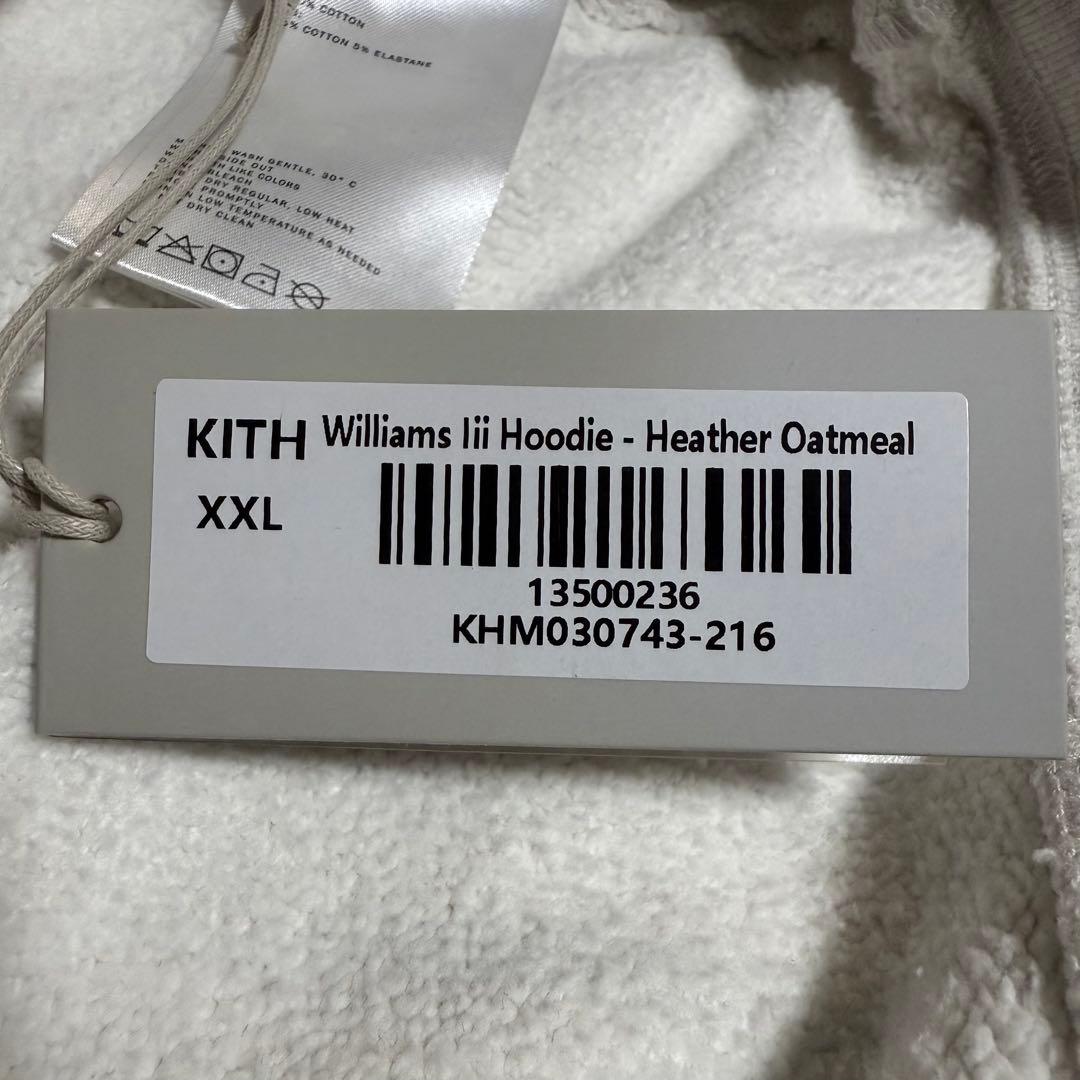 % COTTON
% COTTON 5% ELASTANE
WASH GENTLE, 30° C
SIDE OUT
LIKE COLORS
BLEACH
DRY REGULAR, LOW HEAT
PROMPTLY
LOW TEMPERATURE AS NEEDED
DRY CLEAN
KITH Williams Iii Hoodie - Heather Oatmeal
XXL
13500236
KHM030743-216